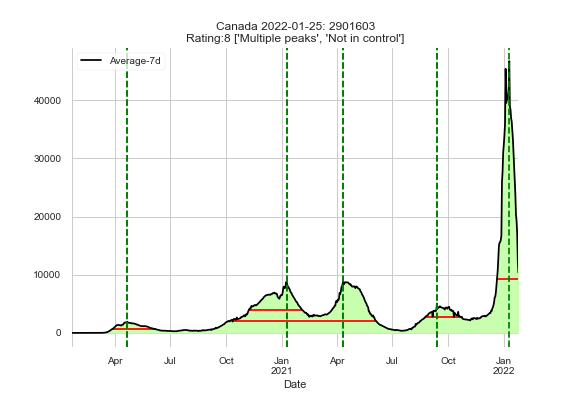 Canada 2022-01-25: 2901603
Rating:8 ['Multiple peaks', 'Not in control']
Average-7d
40000
30000
20000
10000
0
Apr Jul Oct Jan Apr Jul Oct Jan
2021 2022
Date